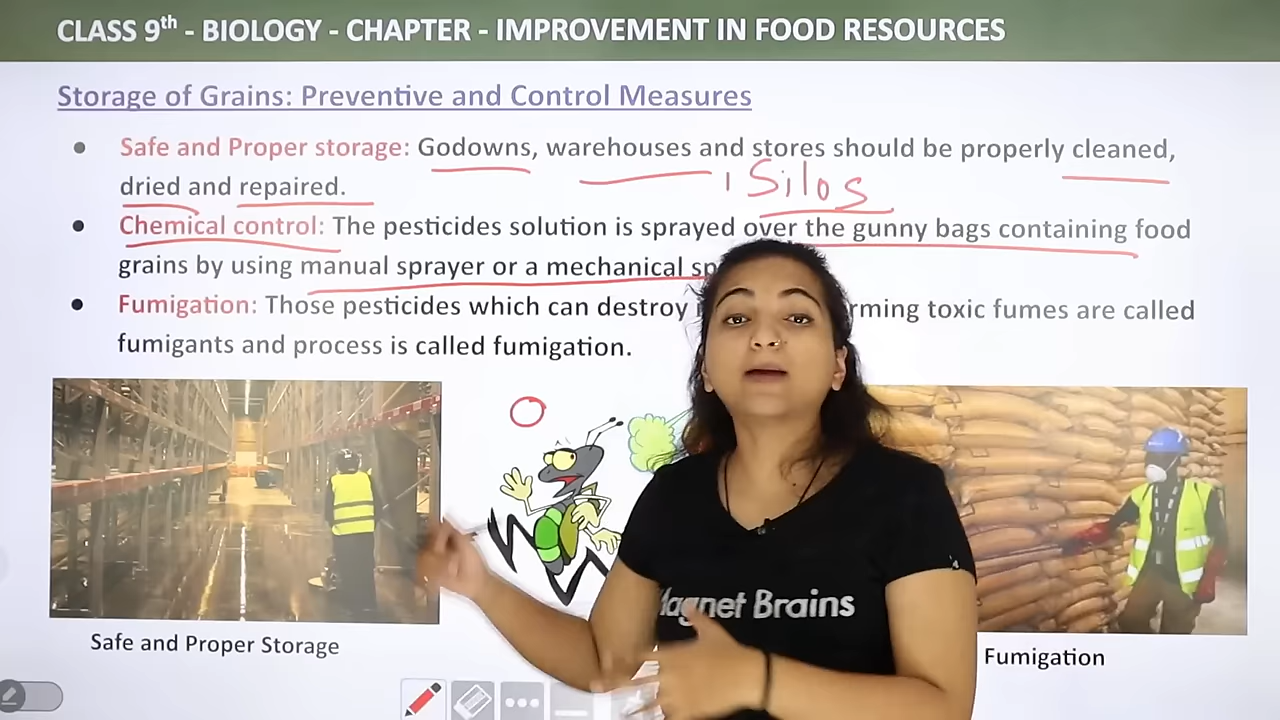 CLASS 9th - BIOLOGY - CHAPTER - IMPROVEMENT IN FOOD RESOURCES
Storage of Grains: Preventive and Control Measures
• Safe and Proper storage: Godowns, warehouses and stores should be properly cleaned,
, Silos
dried and repaired.
• Chemical control: The pesticides solution is sprayed over the gunny bags containing food
grains by using manual sprayer or a mechanical
• Fumigation: Those pesticides which can destroy toxic fumes are called
fumigants and process is called fumigation.
Magnet Brains
Safe and Proper Storage
Fumigation